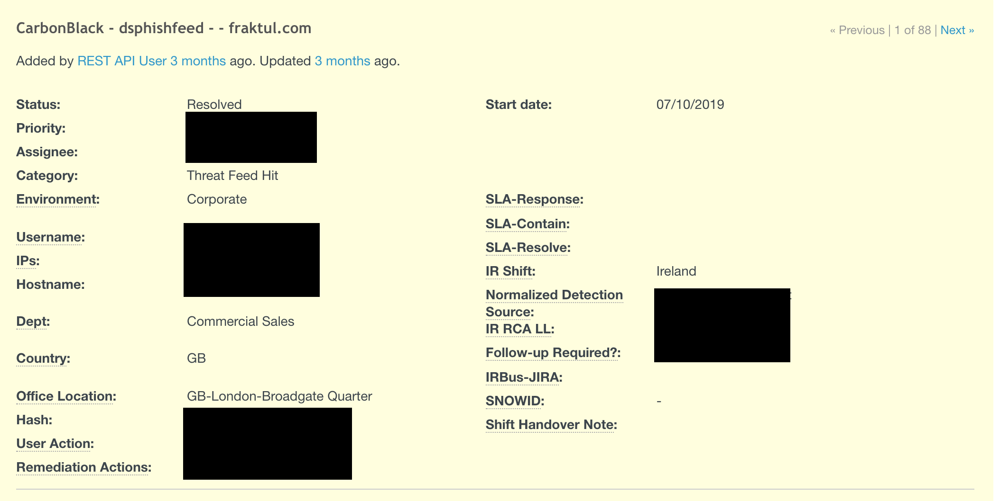 CarbonBlack - dsphishfeed - - fraktul.com
« Previous | 1 of 88 | Next »
Added by REST API User 3 months ago. Updated 3 months ago.
Status: Resolved
Start date: 07/10/2019
Priority:
Assignee:
Category: Threat Feed Hit
Environment: Corporate
SLA-Response:
SLA-Contain:
Username:
SLA-Resolve:
IPs:
IR Shift: Ireland
Hostname:
Normalized Detection
Source:
Dept: Commercial Sales
IR RCA LL:
Follow-up Required?:
Country: GB
IRBus-JIRA:
Office Location: GB-London-Broadgate Quarter
SNOWID: -
Hash:
Shift Handover Note:
User Action:
Remediation Actions: